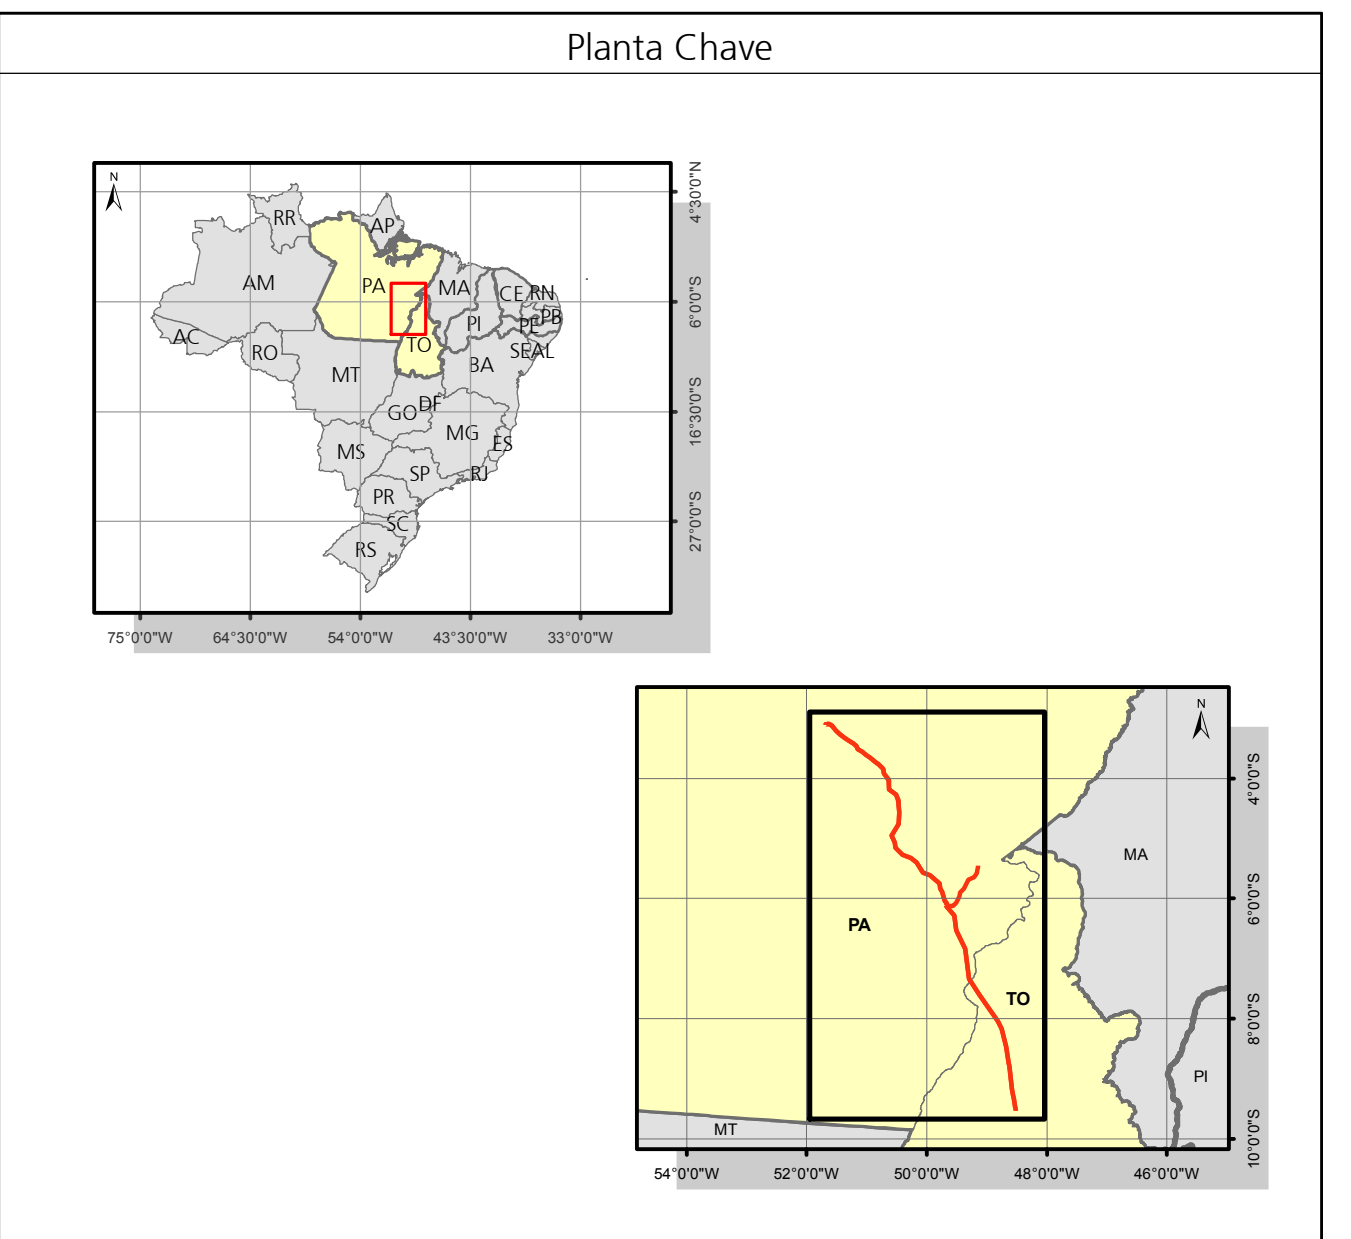 Planta Chave
N
RR
AP
AM
PA
MA
CE
RN
PB
PI
PE
AC
TO
RO
SE
AL
BA
MT
DF
GO
MG
ES
MS
SP
RJ
PR
SC
RS
4°30'0"N
6°0'0"S
16°30'0"S
27°0'0"S
75°0'0"W
64°30'0"W
54°0'0"W
43°30'0"W
33°0'0"W
N
MA
PA
TO
PI
MT
4°0'0"S
6°0'0"S
8°0'0"S
10°0'0"S
54°0'0"W
52°0'0"W
50°0'0"W
48°0'0"W
46°0'0"W